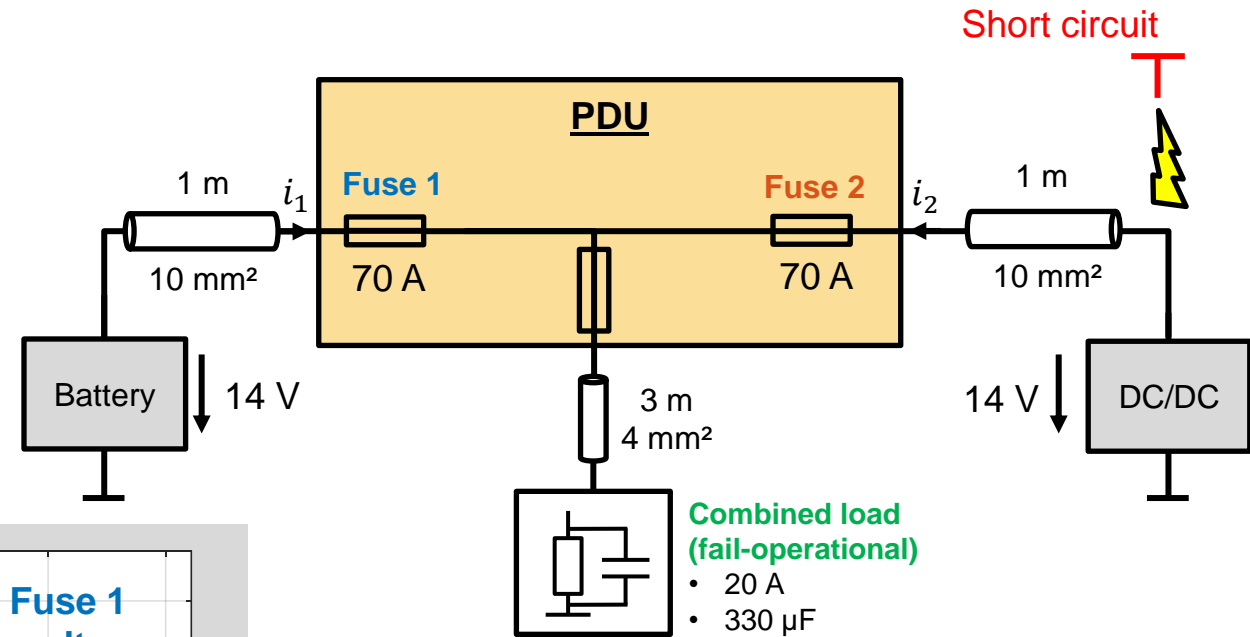 Short circuit
PDU
1 m
i₁
Fuse 1
Fuse 2
i₂
1 m
10 mm²
70 A
70 A
10 mm²
Battery
14 V
3 m
4 mm²
14 V
DC/DC
Combined load
(fail-operational)
• 20 A
• 330 µF
Fuse 1